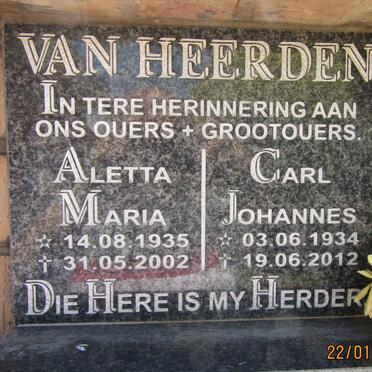 VAN HEERDEN
IN TERE HERINNERING AAN
ONS OUERS + GROOTOUERS.
ALETTA
MARIA
☆ 14.08.1935
† 31.05.2002
CARL
JOHANNES
☆ 03.06.1934
† 19.06.2012
DIE HERE IS MY HERDER
22/01